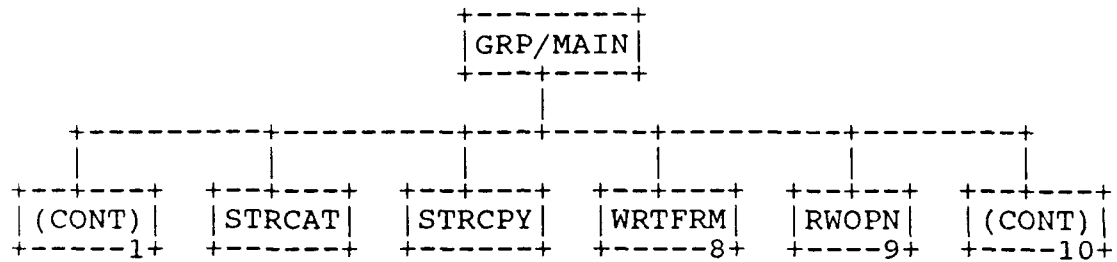 GRP/MAIN
(CONT) STRCAT STRCPY WRTFRM RWOPN (CONT)
1 8 9 10